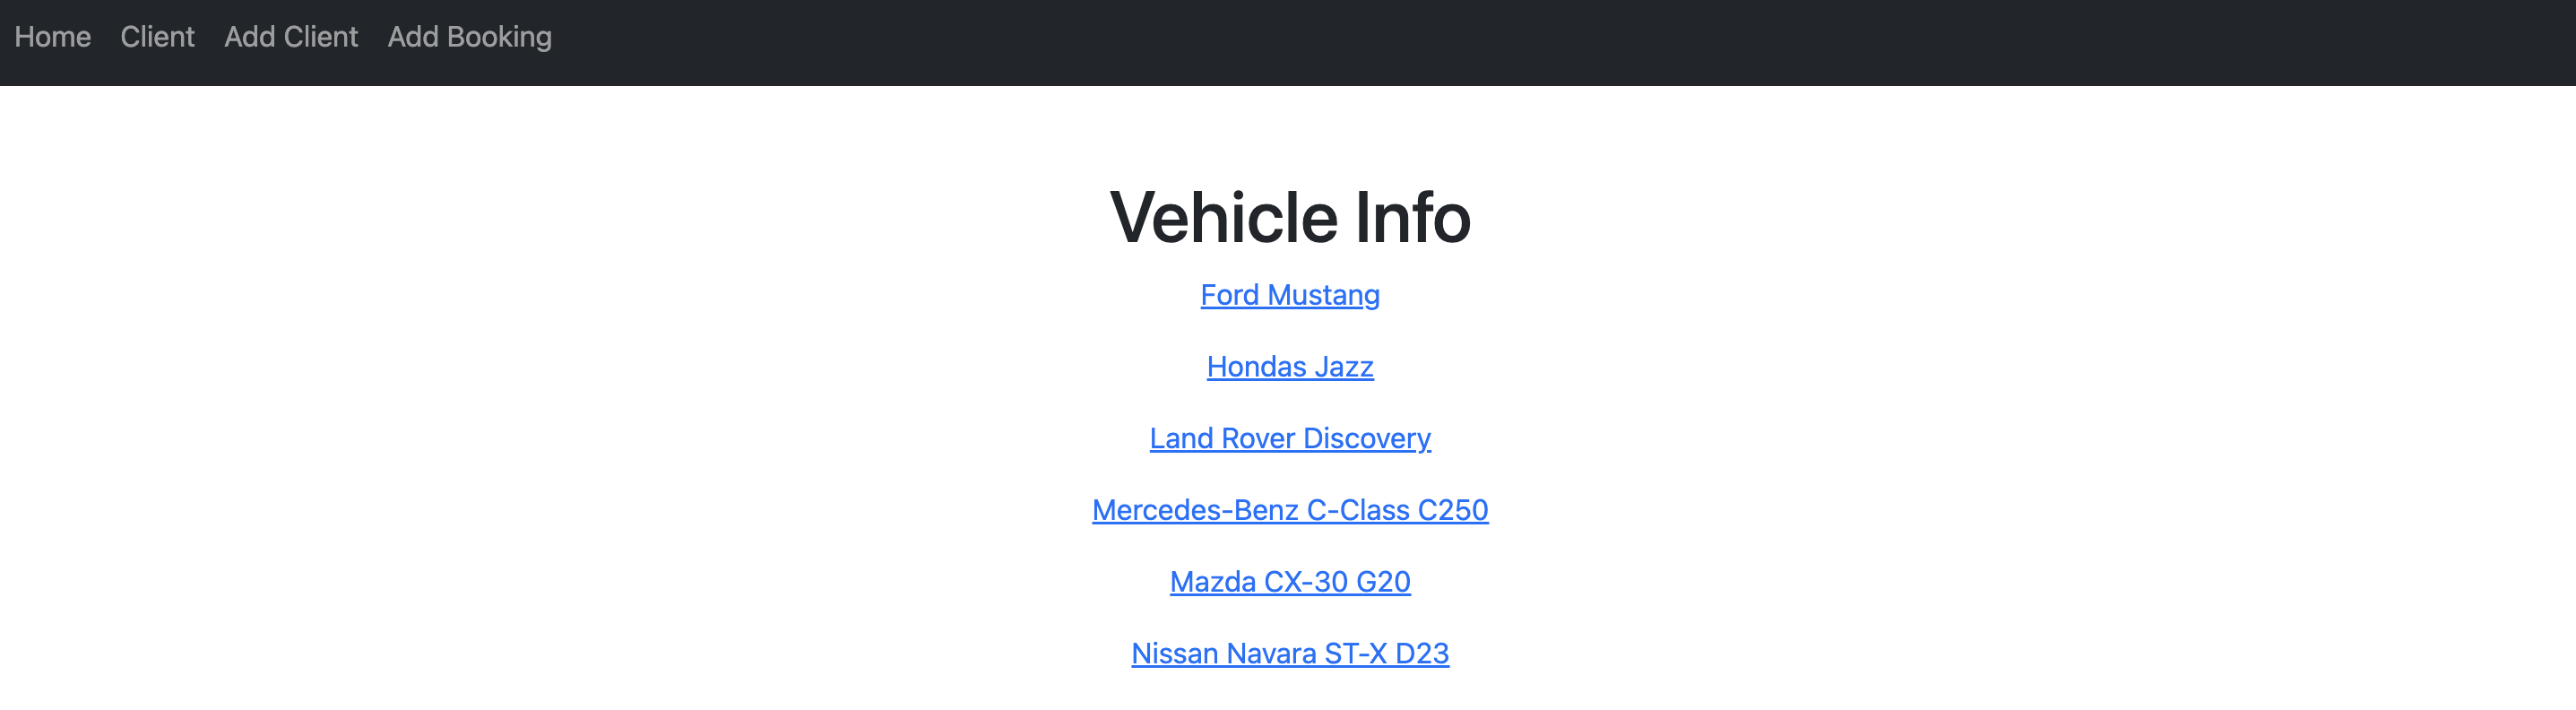 Home Client Add Client Add Booking
Vehicle Info
Ford Mustang
Hondas Jazz
Land Rover Discovery
Mercedes-Benz C-Class C250
Mazda CX-30 G20
Nissan Navara ST-X D23